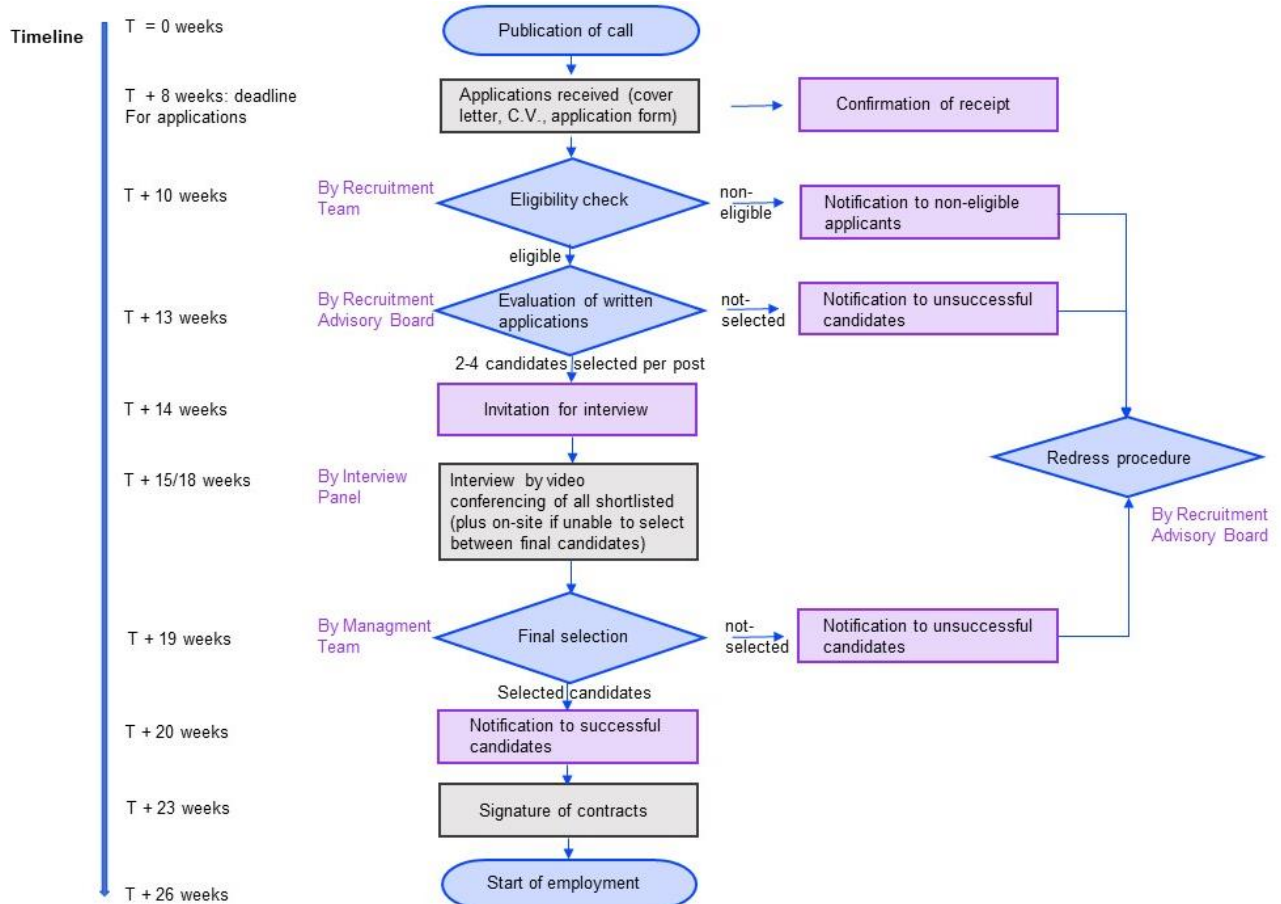 Timeline
T = 0 weeks
Publication of call
T + 8 weeks: deadline
For applications
Applications received (cover
letter, C.V., application form)
Confirmation of receipt
T + 10 weeks
By Recruitment
Team
Eligibility check
non-
eligible
Notification to non-eligible
applicants
eligible
T + 13 weeks
By Recruitment
Advisory Board
Evaluation of written
applications
not-
selected
Notification to unsuccessful
candidates
2-4 candidates selected per post
T + 14 weeks
Invitation for interview
Redress procedure
By Recruitment
Advisory Board
T + 15/18 weeks
By Interview
Panel
Interview by video
conferencing of all shortlisted
(plus on-site if unable to select
between final candidates)
T + 19 weeks
By Managment
Team
Final selection
not-
selected
Notification to unsuccessful
candidates
Selected candidates
T + 20 weeks
Notification to successful
candidates
T + 23 weeks
Signature of contracts
T + 26 weeks
Start of employment